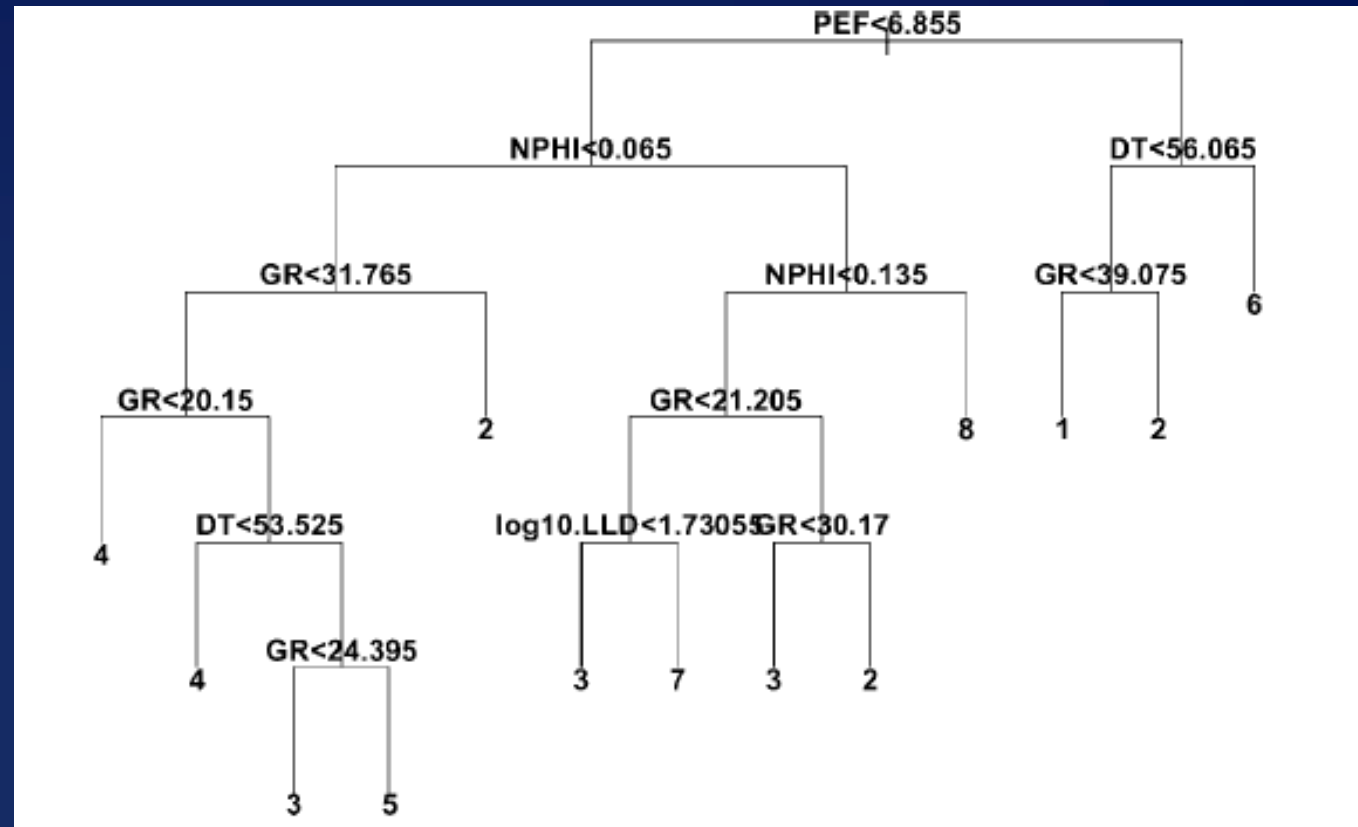 PEF<6.855
NPHI<0.065 DT<56.065
GR<31.765 NPHI<0.135 GR<39.075
6
GR<20.15 2 GR<21.205 8 1 2
4 DT<53.525 log10.LLD<1.73055 GR<30.17
4 GR<24.395 3 7 3 2
3 5